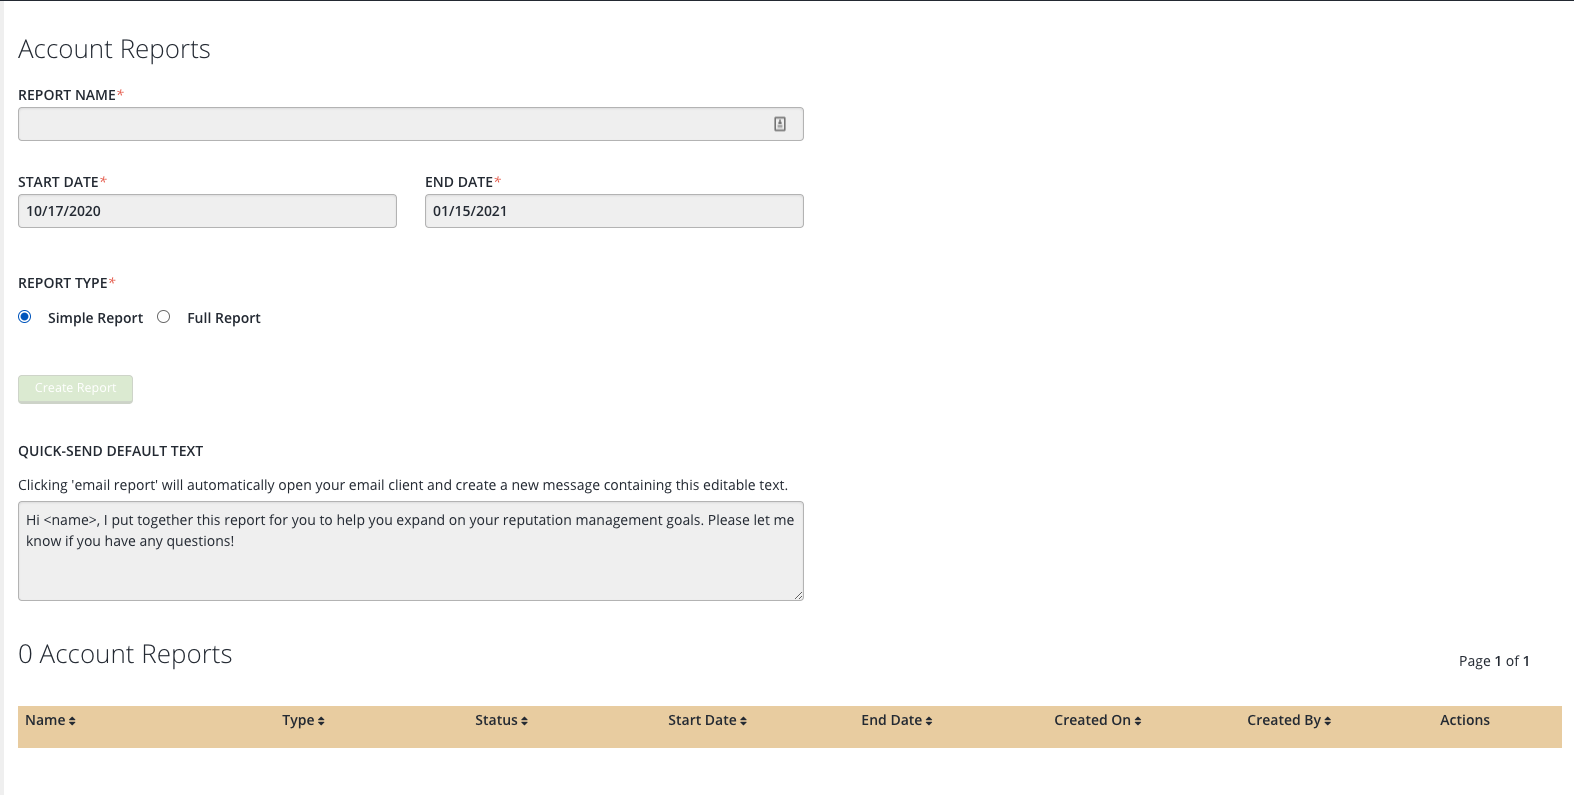 Account Reports
REPORT NAME*
START DATE* END DATE*
10/17/2020 01/15/2021
REPORT TYPE*
Simple Report Full Report
Create Report
QUICK-SEND DEFAULT TEXT
Clicking 'email report' will automatically open your email client and create a new message containing this editable text.
Hi <name>, I put together this report for you to help you expand on your reputation management goals. Please let me
know if you have any questions!
0 Account Reports
Page 1 of 1
Name Type Status Start Date End Date Created On Created By Actions